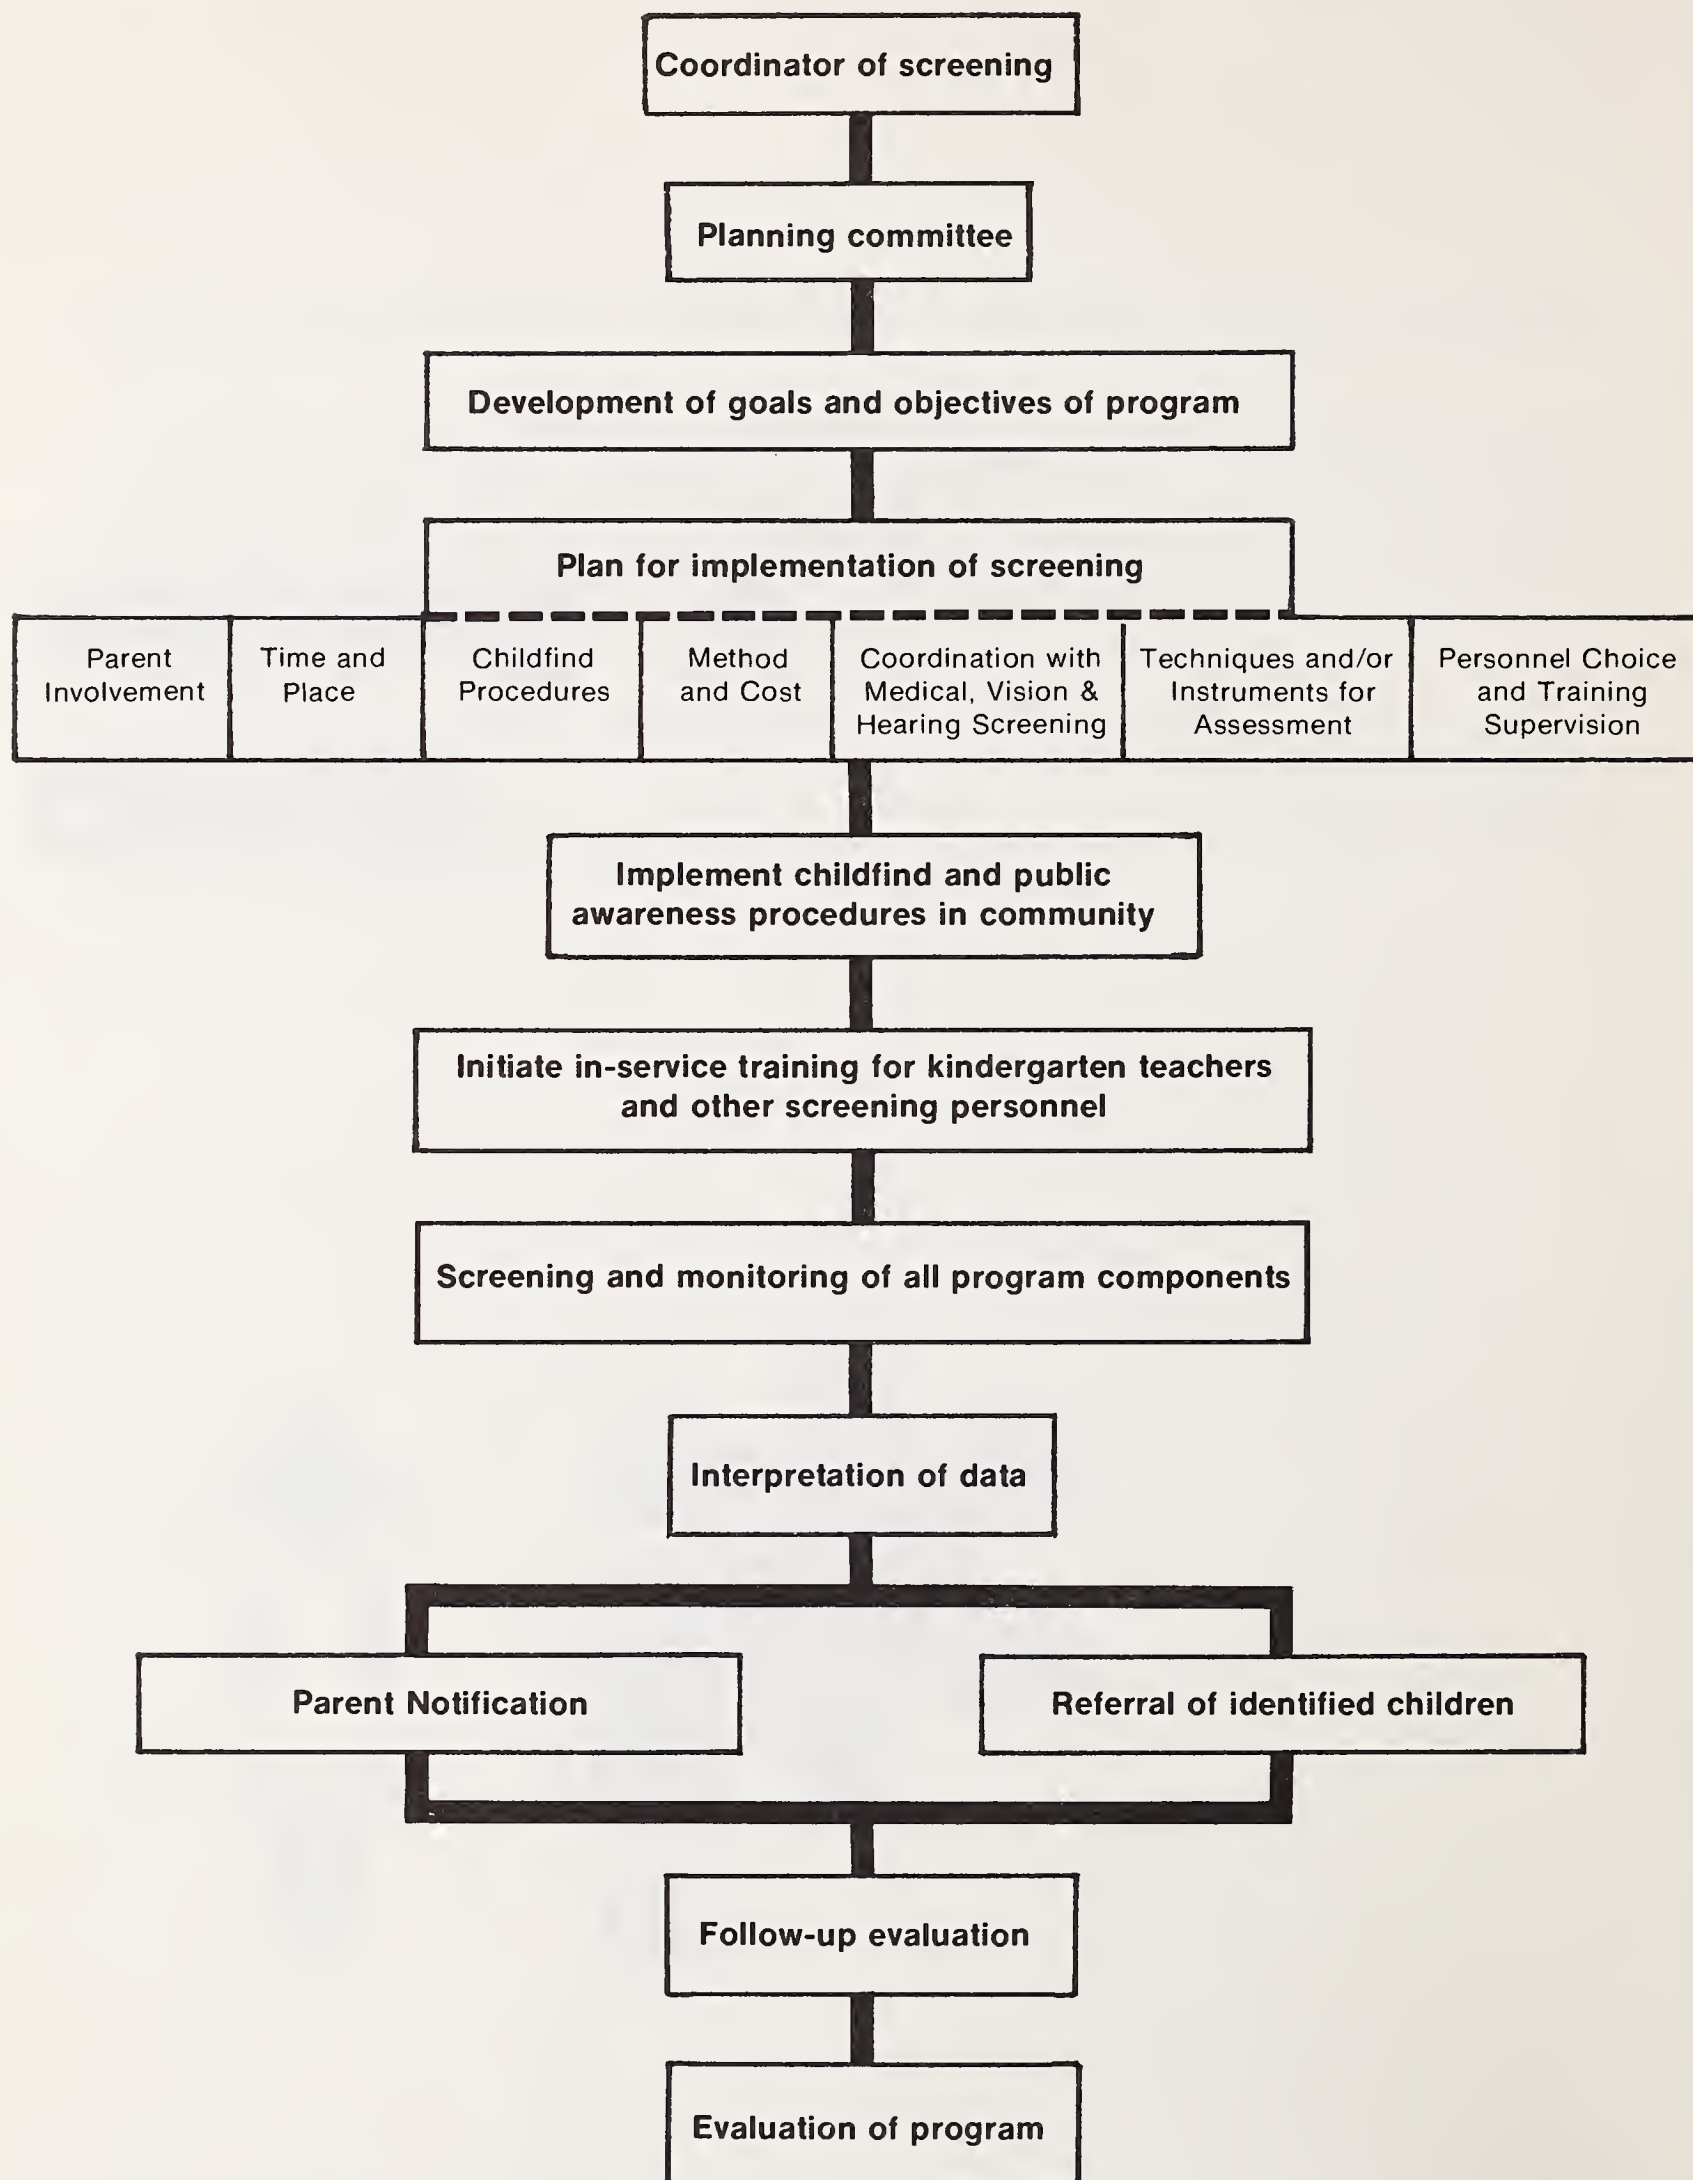 Coordinator of screening
Planning committee
Development of goals and objectives of program
Plan for implementation of screening
Parent
Involvement
Time and
Place
Childfind
Procedures
Method
and Cost
Coordination with
Medical, Vision &
Hearing Screening
Techniques and/or
Instruments for
Assessment
Personnel Choice
and Training
Supervision
Implement childfind and public
awareness procedures in community
Initiate in-service training for kindergarten teachers
and other screening personnel
Screening and monitoring of all program components
Interpretation of data
Parent Notification
Referral of identified children
Follow-up evaluation
Evaluation of program